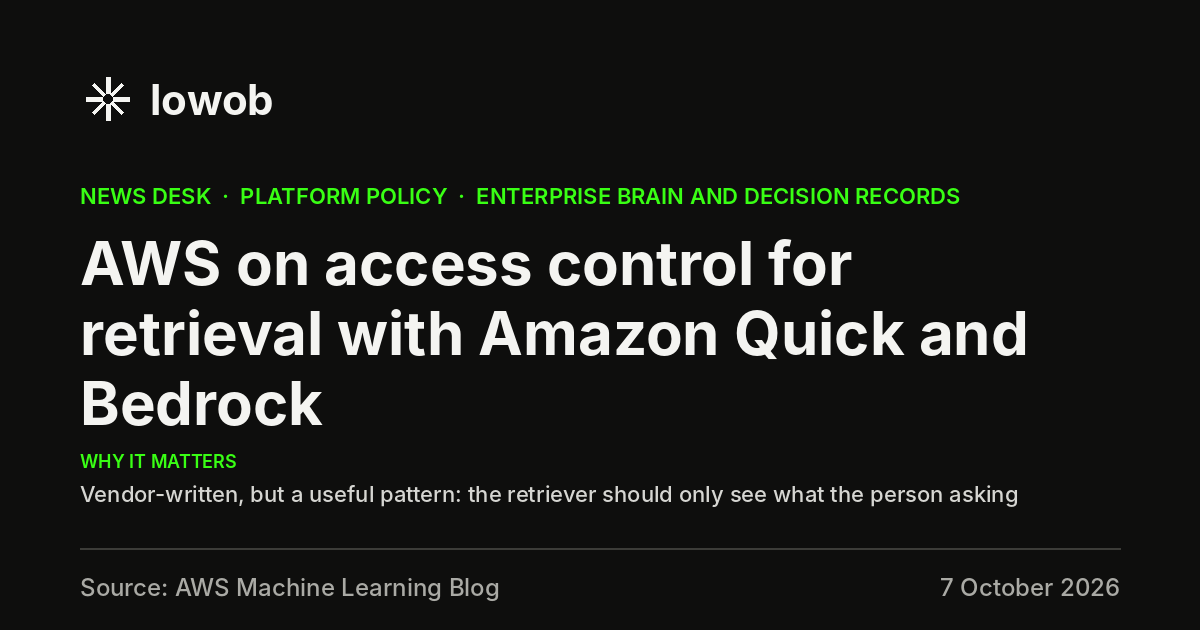 lowob
NEWS DESK · PLATFORM POLICY · ENTERPRISE BRAIN AND DECISION RECORDS
AWS on access control for
retrieval with Amazon Quick and
Bedrock
WHY IT MATTERS
Vendor-written, but a useful pattern: the retriever should only see what the person asking
Source: AWS Machine Learning Blog
7 October 2026